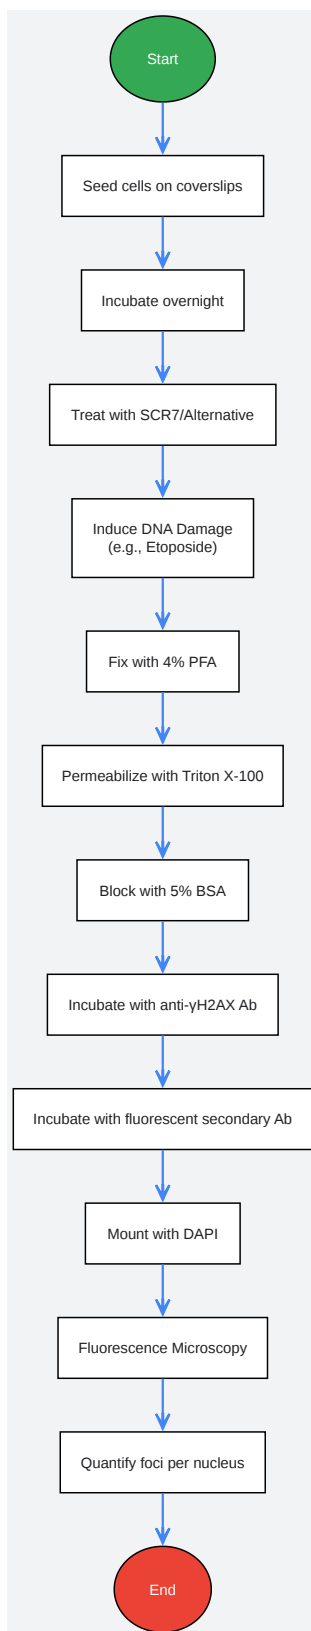 Start
Seed cells on coverslips
Incubate overnight
Treat with SCR7/Alternative
Induce DNA Damage
(e.g., Etoposide)
Fix with 4% PFA
Permeabilize with Triton X-100
Block with 5% BSA
Incubate with anti-γH2AX Ab
Incubate with fluorescent secondary Ab
Mount with DAPI
Fluorescence Microscopy
Quantify foci per nucleus
End